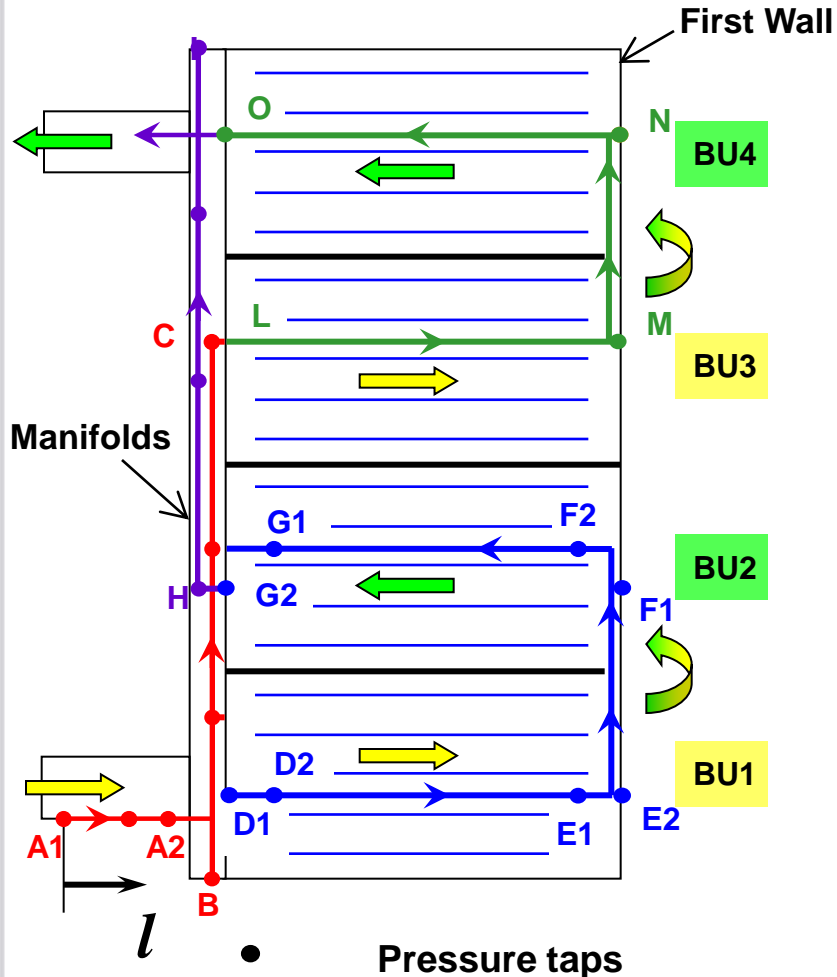 First Wall
I
O
N
BU4
C
L
M
BU3
Manifolds
G1
F2
BU2
H
G2
F1
D2
BU1
D1
E1
E2
A1
A2
B
l
Pressure taps